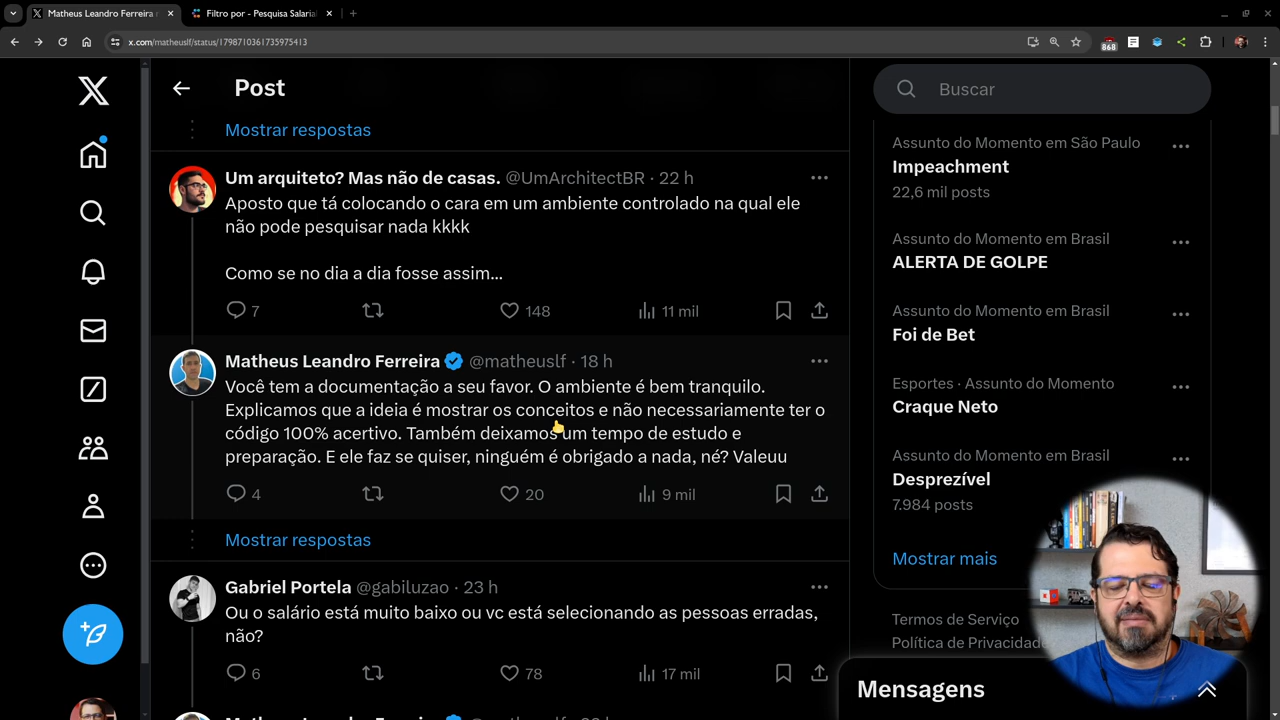 Matheus Leandro Ferreira n
Filtro por - Pesquisa Salarial
x.com/matheuslf/status/1798710361735975413
868
Post
Buscar
Mostrar respostas
Um arquiteto? Mas não de casas. @UmArchitectBR · 22 h
Aposto que tá colocando o cara em um ambiente controlado na qual ele
não pode pesquisar nada kkkk
Como se no dia a dia fosse assim...
7 148 11 mil
Matheus Leandro Ferreira @matheuslf · 18 h
Você tem a documentação a seu favor. O ambiente é bem tranquilo.
Explicamos que a ideia é mostrar os conceitos e não necessariamente ter o
código 100% acertivo. Também deixamos um tempo de estudo e
preparação. E ele faz se quiser, ninguém é obrigado a nada, né? Valeuu
4 20 9 mil
Mostrar respostas
Gabriel Portela @gabiluzao · 23 h
Ou o salário está muito baixo ou vc está selecionando as pessoas erradas,
não?
6 78 17 mil
Assunto do Momento em São Paulo
Impeachment
22,6 mil posts
Assunto do Momento em Brasil
ALERTA DE GOLPE
Assunto do Momento em Brasil
Foi de Bet
Esportes · Assunto do Momento
Craque Neto
Assunto do Momento em Brasil
Desprezível
7.984 posts
Mostrar mais
Termos de Serviço
Política de Privacidade
Mensagens